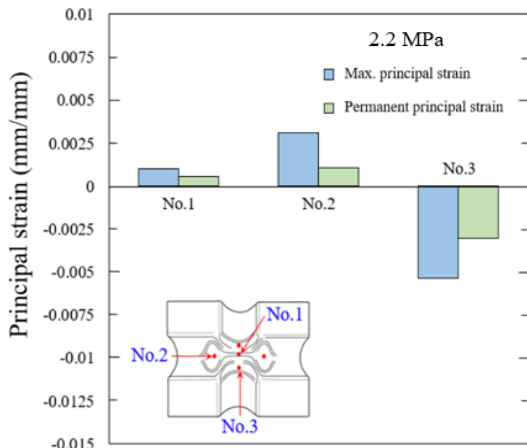 Principal strain (mm/mm)
0.01
0.0075
0.005
0.0025
0
-0.0025
-0.005
-0.0075
-0.01
-0.0125
-0.015
2.2 MPa
Max. principal strain
Permanent principal strain
No.1
No.2
No.3
No.1
No.2
No.3